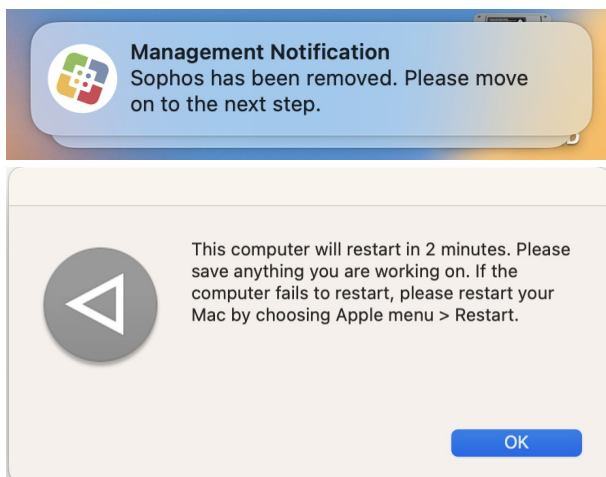 Management Notification
Sophos has been removed. Please move
on to the next step.
This computer will restart in 2 minutes. Please
save anything you are working on. If the
computer fails to restart, please restart your
Mac by choosing Apple menu > Restart.
OK